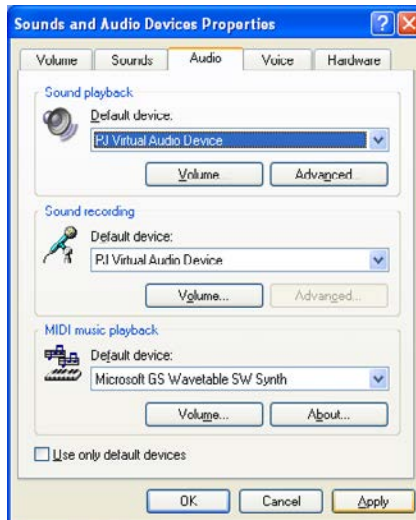 Sounds and Audio Devices Properties
Volume Sounds Audio Voice Hardware
Sound playback
Default device:
PJ Virtual Audio Device
Volume... Advanced...
Sound recording
Default device:
PJ Virtual Audio Device
Volume... Advanced...
MIDI music playback
Default device:
Microsoft GS Wavetable SW Synth
Volume... About...
Use only default devices
OK Cancel Apply